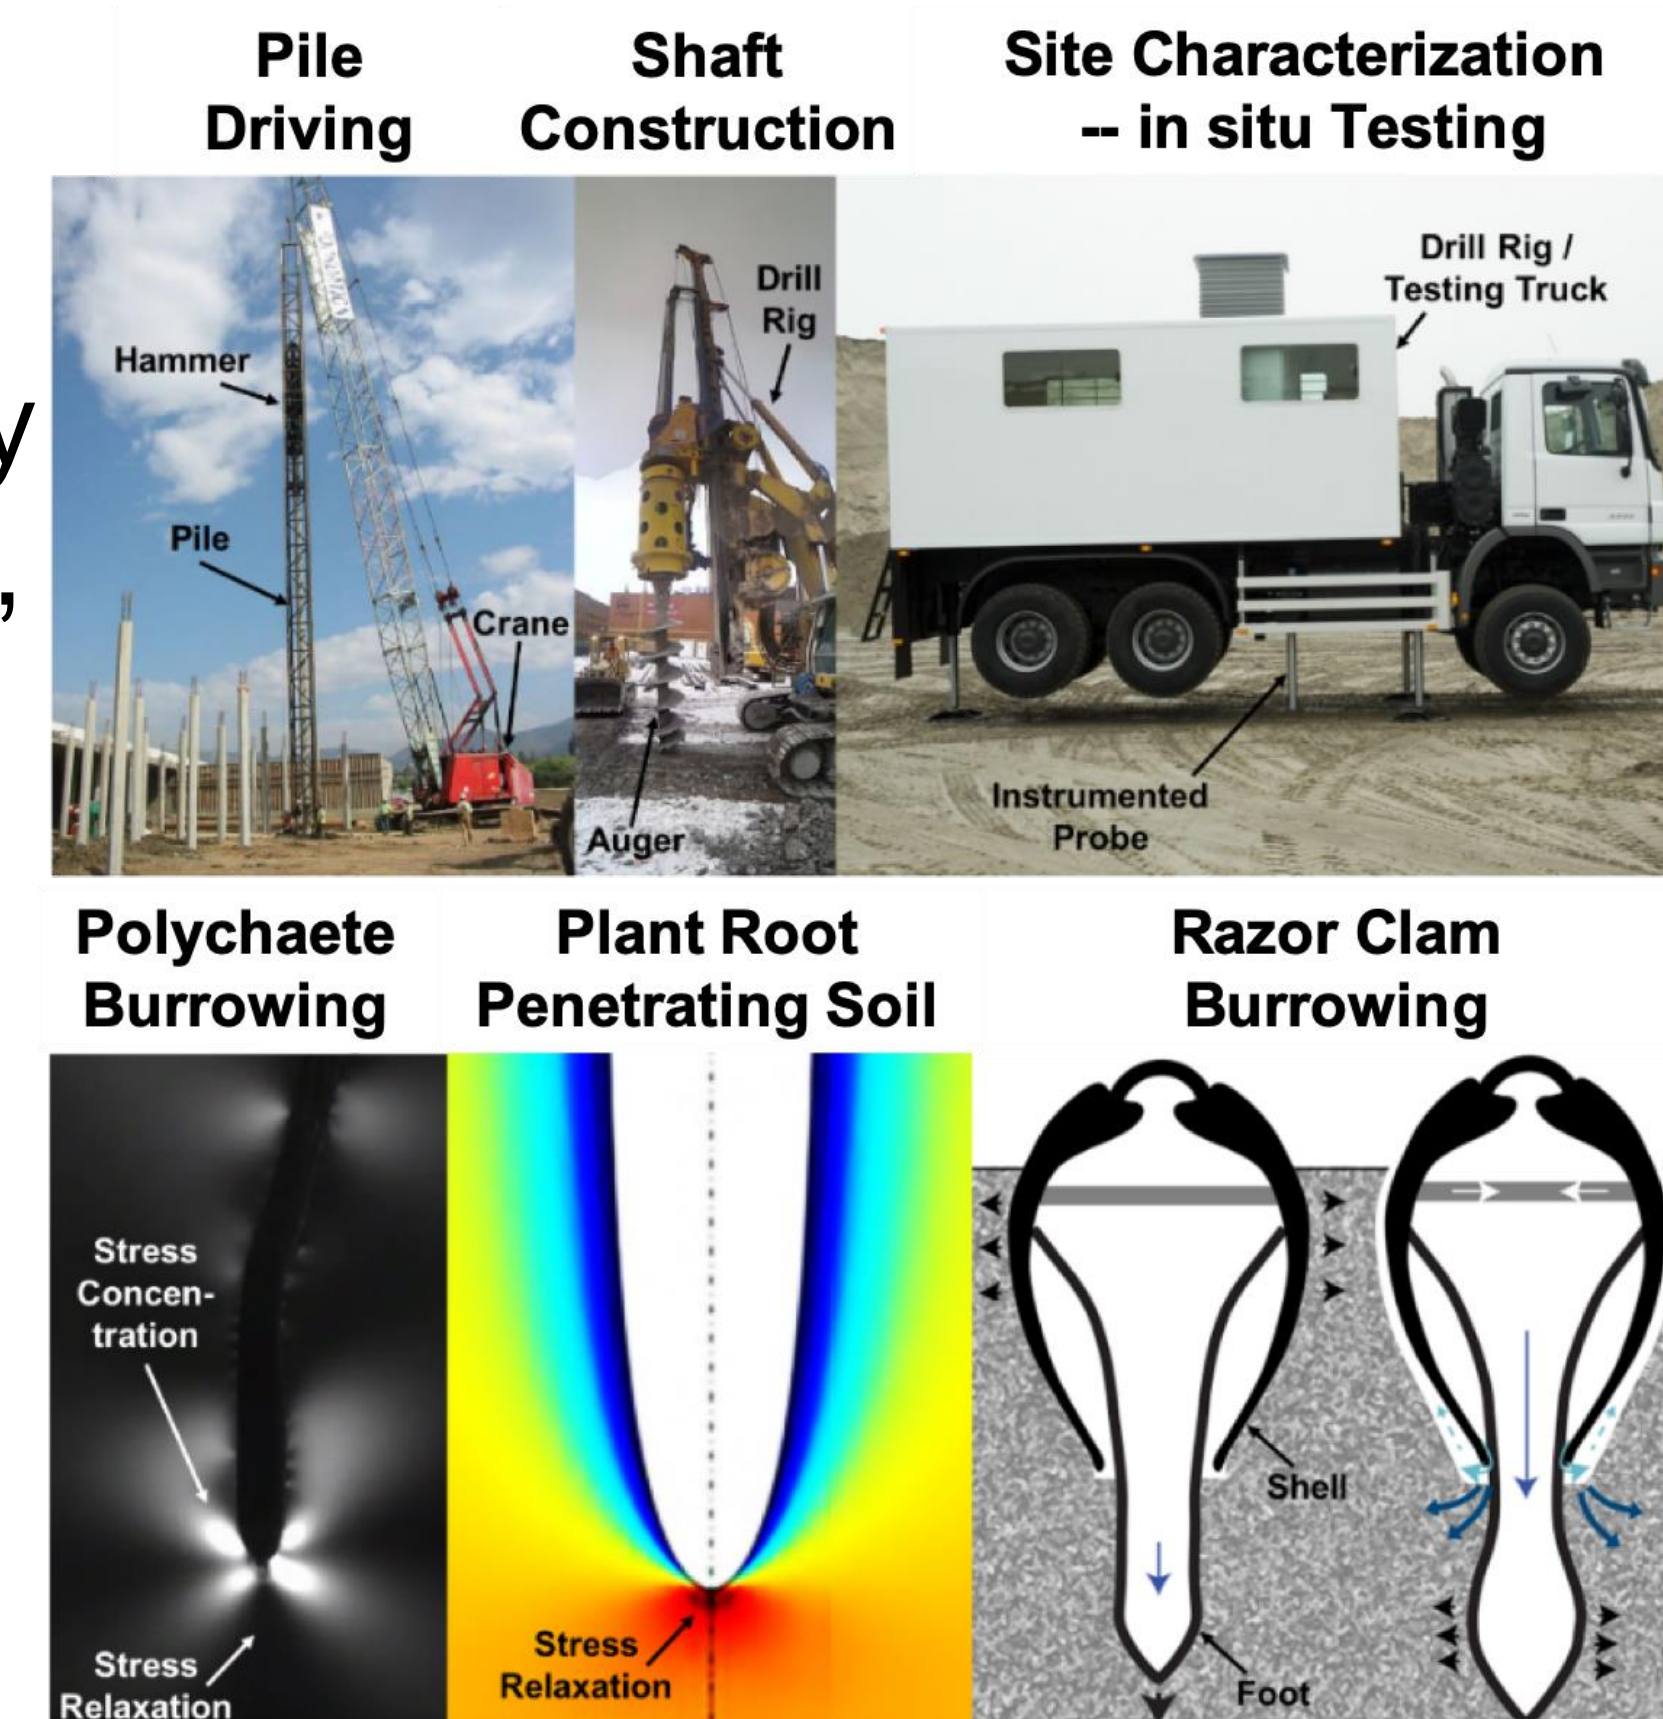 Pile
Driving
Shaft
Construction
Site Characterization
-- in situ Testing
y
,
Hammer
Pile
Crane
Drill
Rig
Auger
Drill Rig /
Testing Truck
Instrumented
Probe
Polychaete
Burrowing
Plant Root
Penetrating Soil
Razor Clam
Burrowing
Stress
Concen-
tration
Stress
Relaxation
Stress
Relaxation
Shell
Foot